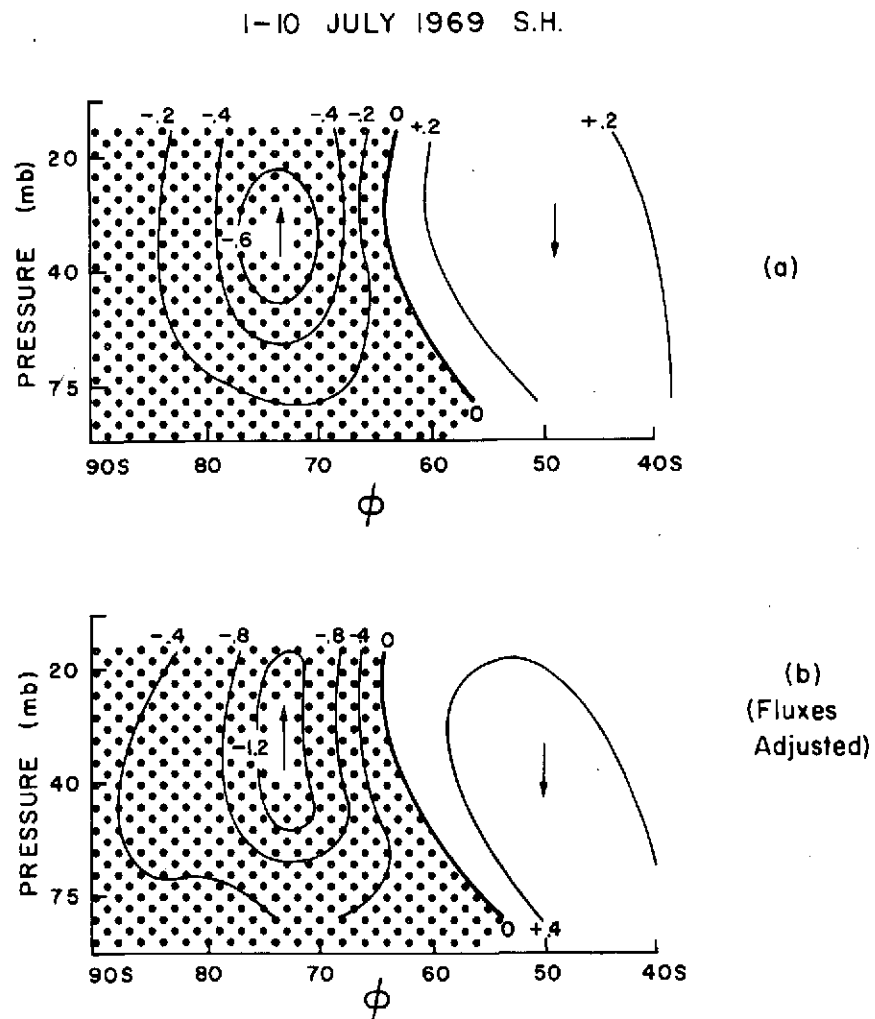 1-10 JULY 1969 S.H.
-.2 -.4 -.4 -.2 0 +.2 +.2
PRESSURE (mb)
20
40
75
-.6
0
(a)
90S 80 70 60 50 40S
ϕ
-.4 -.8 -.8 -.4 0
PRESSURE (mb)
20
40
75
-1.2
0 +.4
(b)
(Fluxes
Adjusted)
90S 80 70 60 50 40S
ϕ